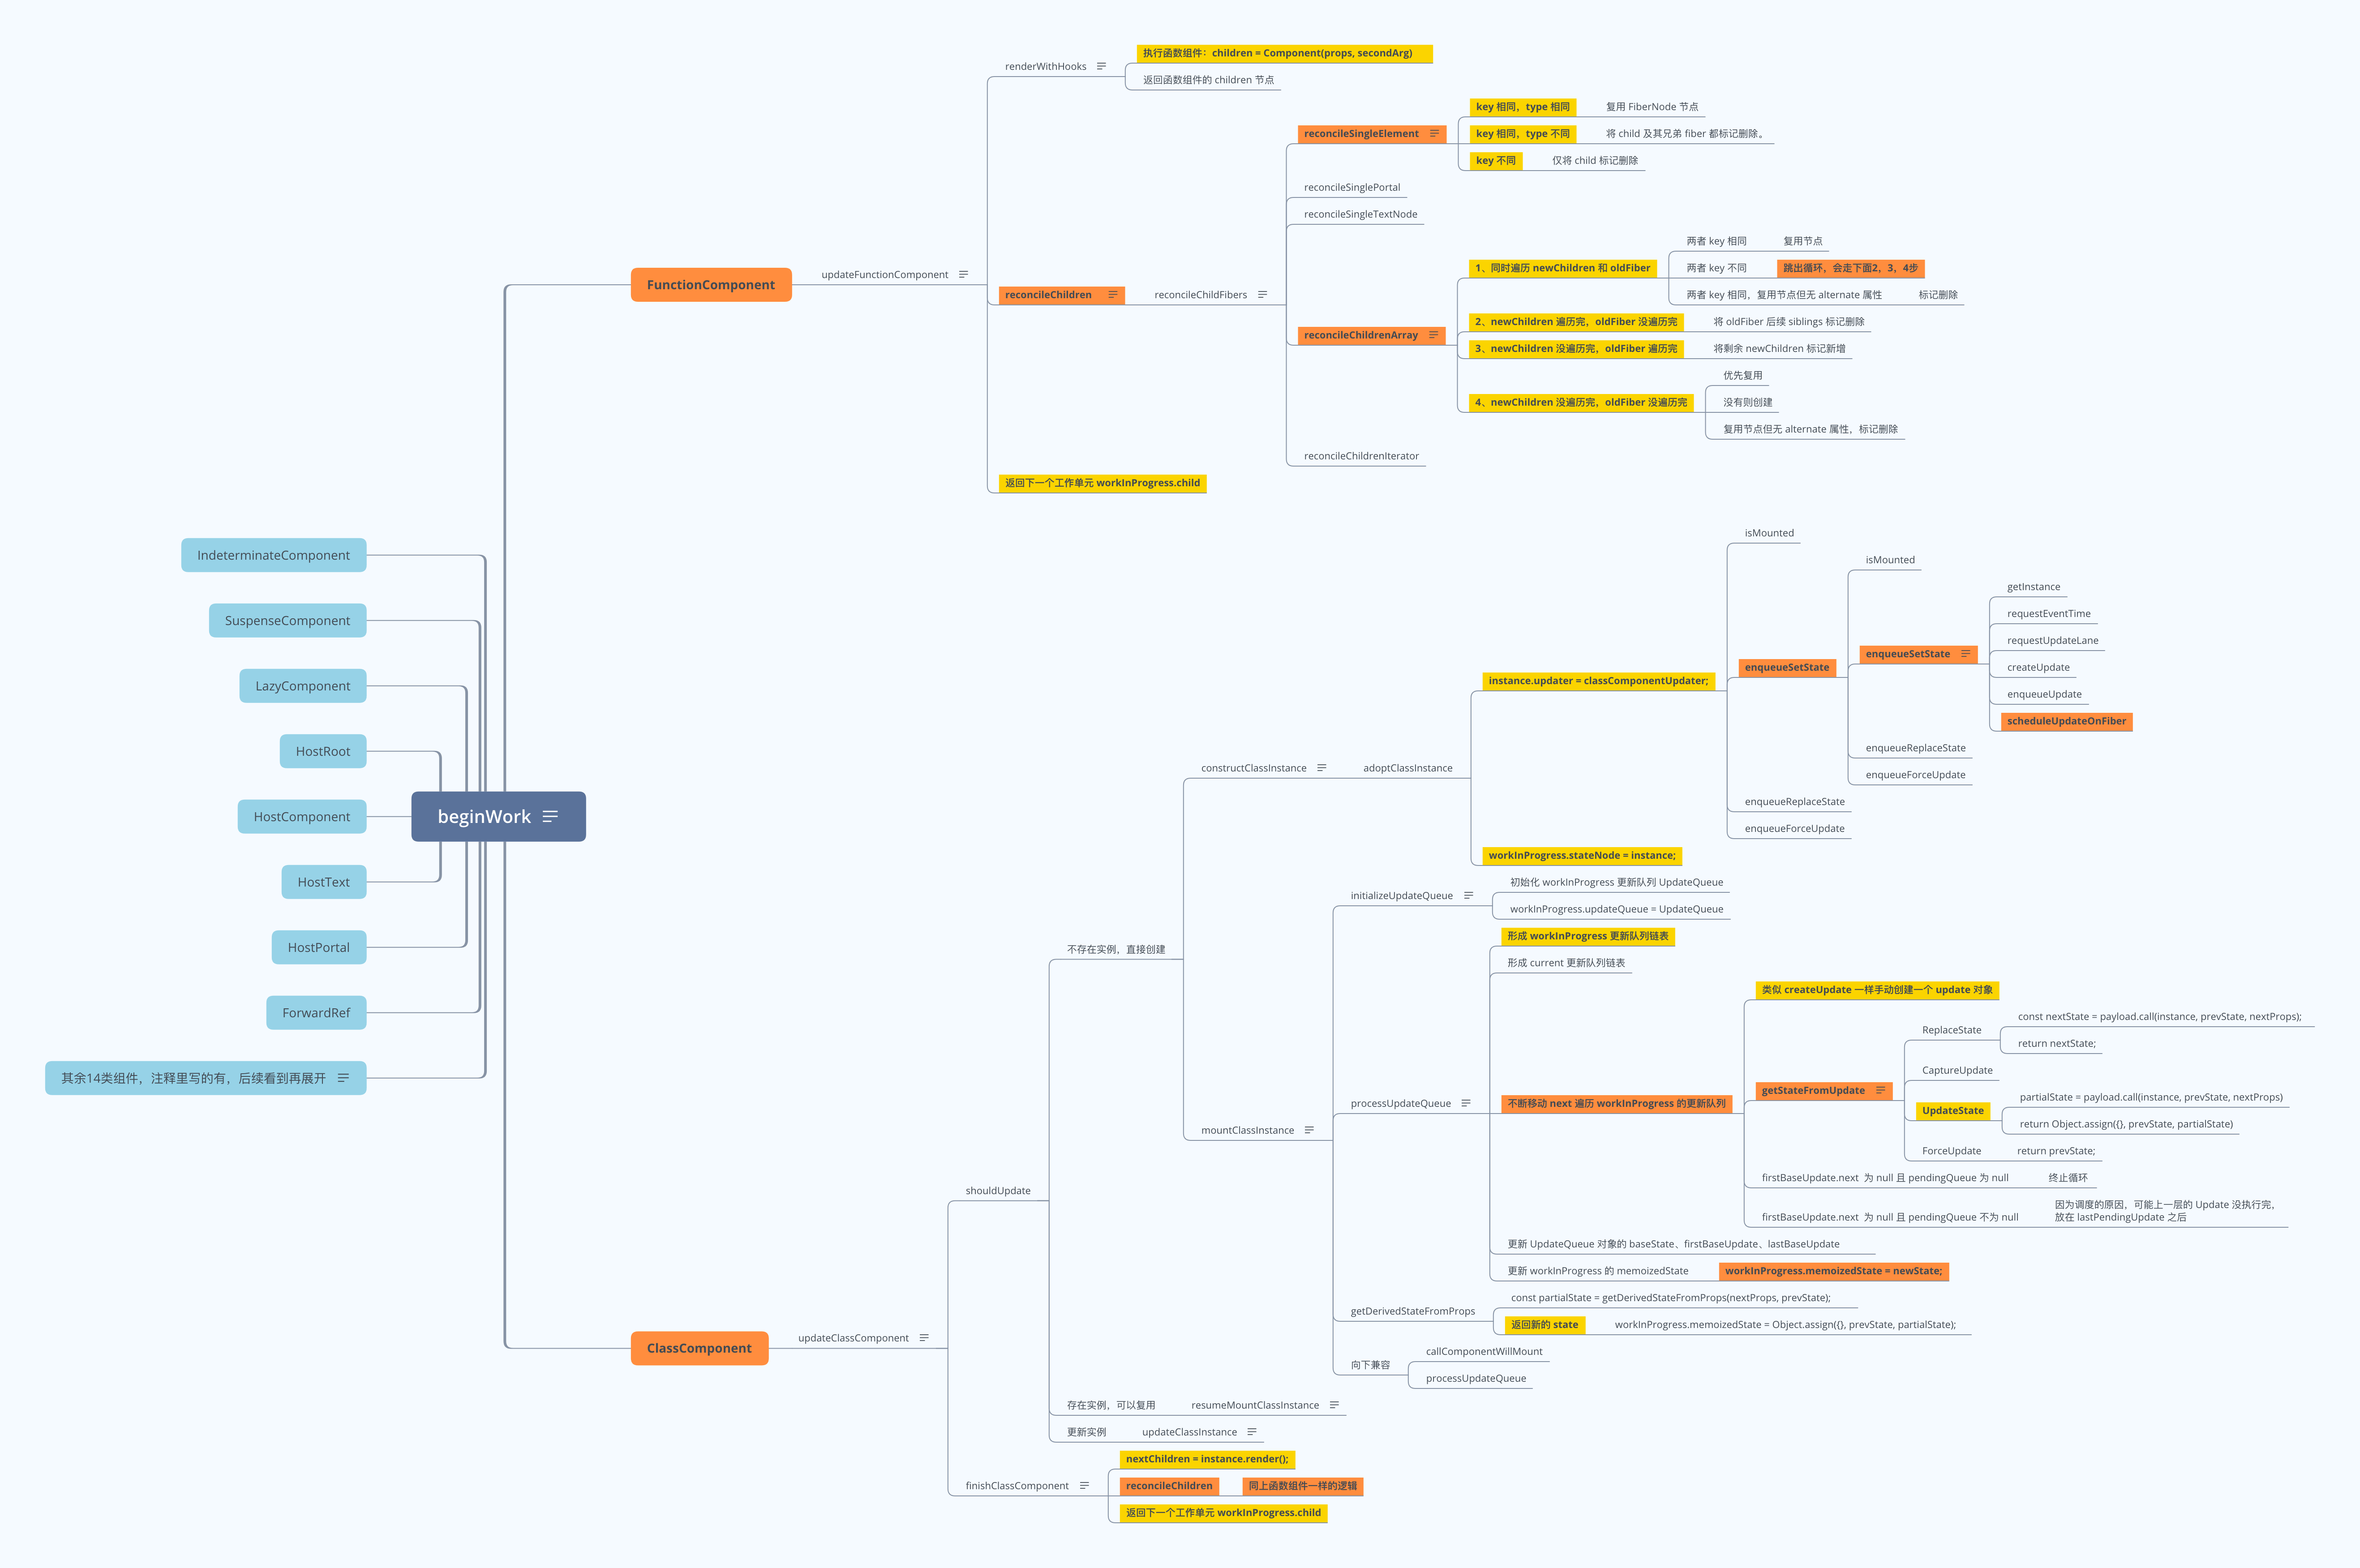 beginWork
FunctionComponent
updateFunctionComponent
renderWithHooks
执行函数组件：children = Component(props, secondArg)
返回函数组件的 children 节点
reconcileChildren
reconcileChildFibers
reconcileSingleElement
key 相同，type 相同
复用 FiberNode 节点
key 相同，type 不同
将 child 及其兄弟 fiber 都标记删除。
key 不同
仅将 child 标记删除
reconcileSinglePortal
reconcileSingleTextNode
reconcileChildrenArray
1、同时遍历 newChildren 和 oldFiber
两者 key 相同
复用节点
两者 key 不同
跳出循环，会走下面2，3，4步
两者 key 相同，复用节点但无 alternate 属性
标记删除
2、newChildren 遍历完，oldFiber 没遍历完
将 oldFiber 后续 siblings 标记删除
3、newChildren 没遍历完，oldFiber 遍历完
将剩余 newChildren 标记新增
4、newChildren 没遍历完，oldFiber 没遍历完
优先复用
没有则创建
复用节点但无 alternate 属性，标记删除
reconcileChildrenIterator
返回下一个工作单元 workInProgress.child
ClassComponent
updateClassComponent
shouldUpdate
不存在实例，直接创建
constructClassInstance
adoptClassInstance
instance.updater = classComponentUpdater;
isMounted
enqueueSetState
isMounted
enqueueSetState
getInstance
requestEventTime
requestUpdateLane
createUpdate
enqueueUpdate
scheduleUpdateOnFiber
enqueueReplaceState
enqueueForceUpdate
enqueueReplaceState
enqueueForceUpdate
workInProgress.stateNode = instance;
mountClassInstance
initializeUpdateQueue
初始化 workInProgress 更新队列 UpdateQueue
workInProgress.updateQueue = UpdateQueue
processUpdateQueue
形成 workInProgress 更新队列链表
形成 current 更新队列链表
不断移动 next 遍历 workInProgress 的更新队列
类似 createUpdate 一样手动创建一个 update 对象
getStateFromUpdate
ReplaceState
const nextState = payload.call(instance, prevState, nextProps);
return nextState;
CaptureUpdate
UpdateState
partialState = payload.call(instance, prevState, nextProps)
return Object.assign({}, prevState, partialState)
ForceUpdate
return prevState;
firstBaseUpdate.next 为 null 且 pendingQueue 为 null
终止循环
firstBaseUpdate.next 为 null 且 pendingQueue 不为 null
因为调度的原因，可能上一层的 Update 没执行完，
放在 lastPendingUpdate 之后
更新 UpdateQueue 对象的 baseState、firstBaseUpdate、lastBaseUpdate
更新 workInProgress 的 memoizedState
workInProgress.memoizedState = newState;
getDerivedStateFromProps
const partialState = getDerivedStateFromProps(nextProps, prevState);
返回新的 state
workInProgress.memoizedState = Object.assign({}, prevState, partialState);
向下兼容
callComponentWillMount
processUpdateQueue
存在实例，可以复用
resumeMountClassInstance
更新实例
updateClassInstance
finishClassComponent
nextChildren = instance.render();
reconcileChildren
同上函数组件一样的逻辑
返回下一个工作单元 workInProgress.child
IndeterminateComponent
SuspenseComponent
LazyComponent
HostRoot
HostComponent
HostText
HostPortal
ForwardRef
其余14类组件，注释里写的有，后续看到再展开